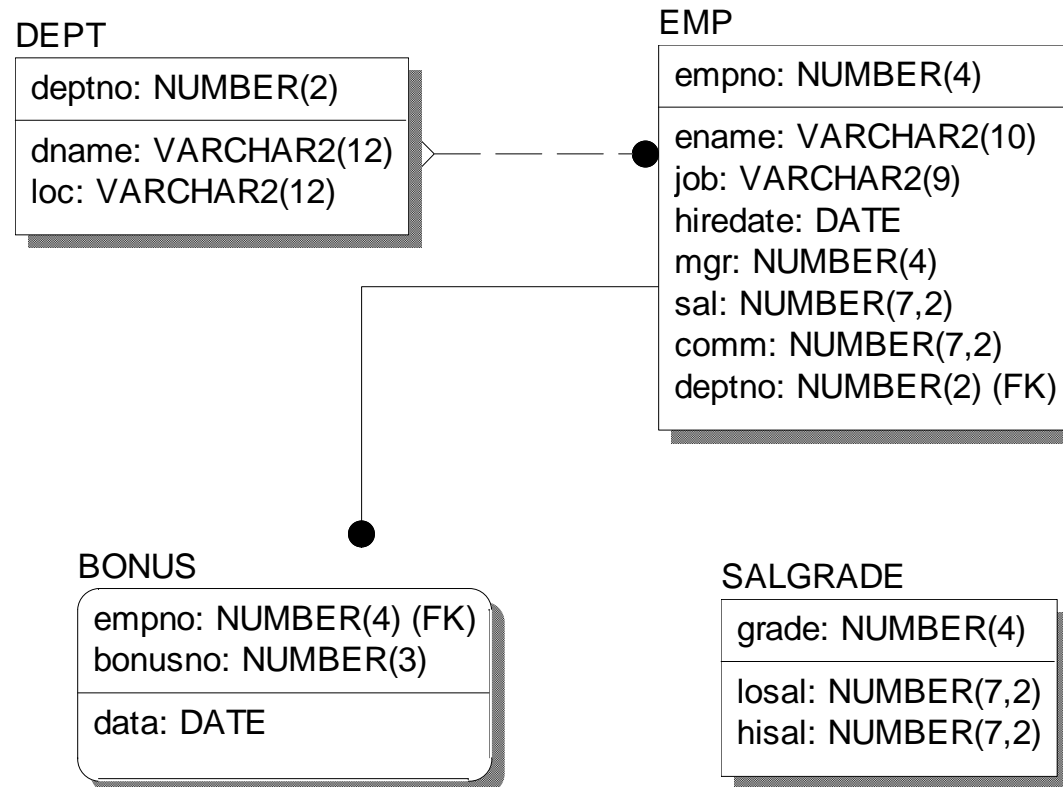 DEPT
deptno: NUMBER(2)
dname: VARCHAR2(12)
loc: VARCHAR2(12)
EMP
empno: NUMBER(4)
ename: VARCHAR2(10)
job: VARCHAR2(9)
hiredate: DATE
mgr: NUMBER(4)
sal: NUMBER(7,2)
comm: NUMBER(7,2)
deptno: NUMBER(2) (FK)
BONUS
empno: NUMBER(4) (FK)
bonusno: NUMBER(3)
data: DATE
SALGRADE
grade: NUMBER(4)
losal: NUMBER(7,2)
hisal: NUMBER(7,2)